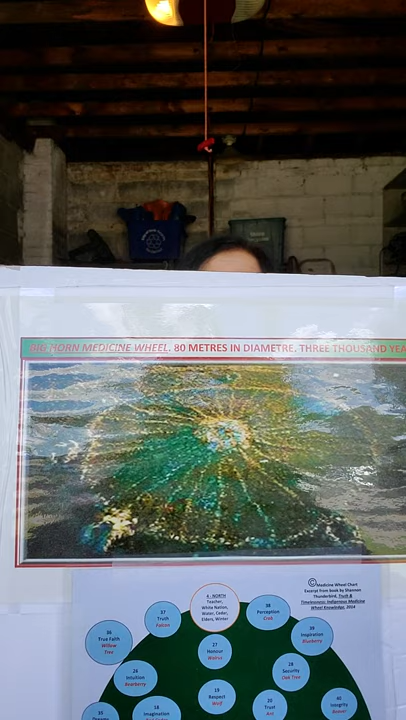 BIG HORN MEDICINE WHEEL. 80 METRES IN DIAMETRE. THREE THOUSAND YEA
© Medicine Wheel Chart
Excerpt from book by Shannon
Thunderbird, Truth &
Timelessness: Indigenous Medicine
Wheel Knowledge, 2014
4 - NORTH
Teacher,
White Nation,
Water, Cedar,
Elders, Winter
37
Truth
Falcon
38
Perception
Crab
36
True Faith
Willow
Tree
39
Inspiration
Blueberry
27
Honour
Walrus
26
Intuition
Bearberry
28
Security
Oak Tree
19
Respect
Wolf
18
Imagination
20
Trust
40
Integrity
Beaver
35